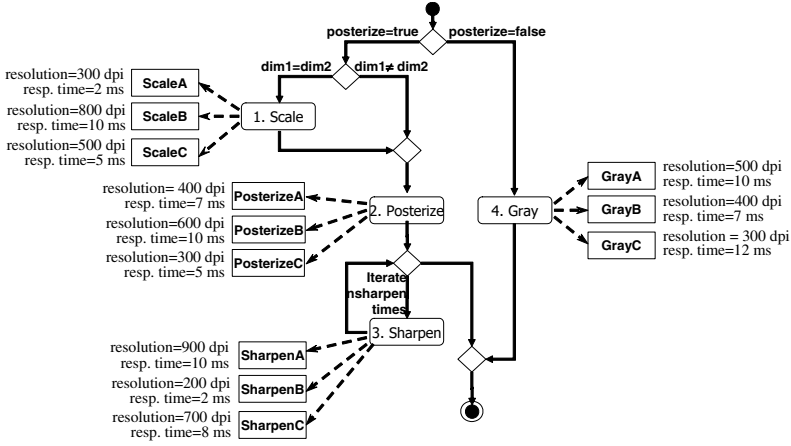 posterize=true
posterize=false
dim1=dim2
dim1≠ dim2
resolution=300 dpi
resp. time=2 ms
ScaleA
resolution=800 dpi
resp. time=10 ms
ScaleB
1. Scale
resolution=500 dpi
resp. time=5 ms
ScaleC
resolution= 400 dpi
resp. time=7 ms
PosterizeA
resolution=600 dpi
resp. time=10 ms
PosterizeB
2. Posterize
resolution=300 dpi
resp. time=5 ms
PosterizeC
4. Gray
GrayA
resolution=500 dpi
resp. time=10 ms
GrayB
resolution=400 dpi
resp. time=7 ms
GrayC
resolution = 300 dpi
resp. time=12 ms
Iterate
nsharpen
times
3. Sharpen
resolution=900 dpi
resp. time=10 ms
SharpenA
resolution=200 dpi
resp. time=2 ms
SharpenB
resolution=700 dpi
resp. time=8 ms
SharpenC